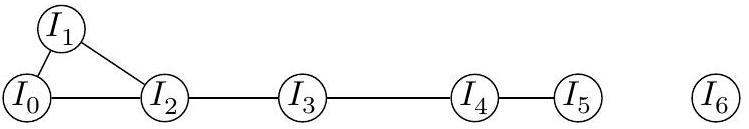 I₁
I₀ I₂ I₃ I₄ I₅ I₆